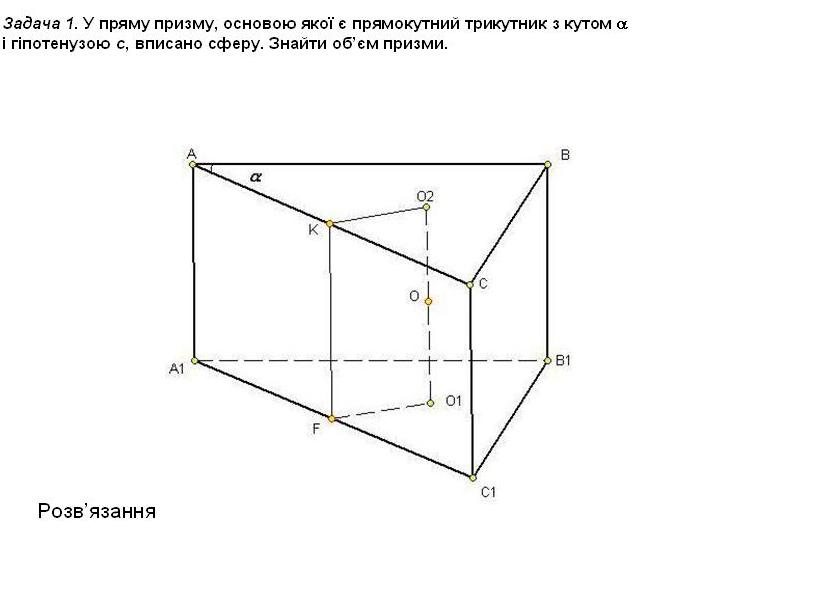 Задача 1. У пряму призму, основою якої є прямокутний трикутник з кутом α
і гіпотенузою с, вписано сферу. Знайти об'єм призми.
A
B
α
O2
K
C
O
A1
B1
O1
F
C1
Розв'язання